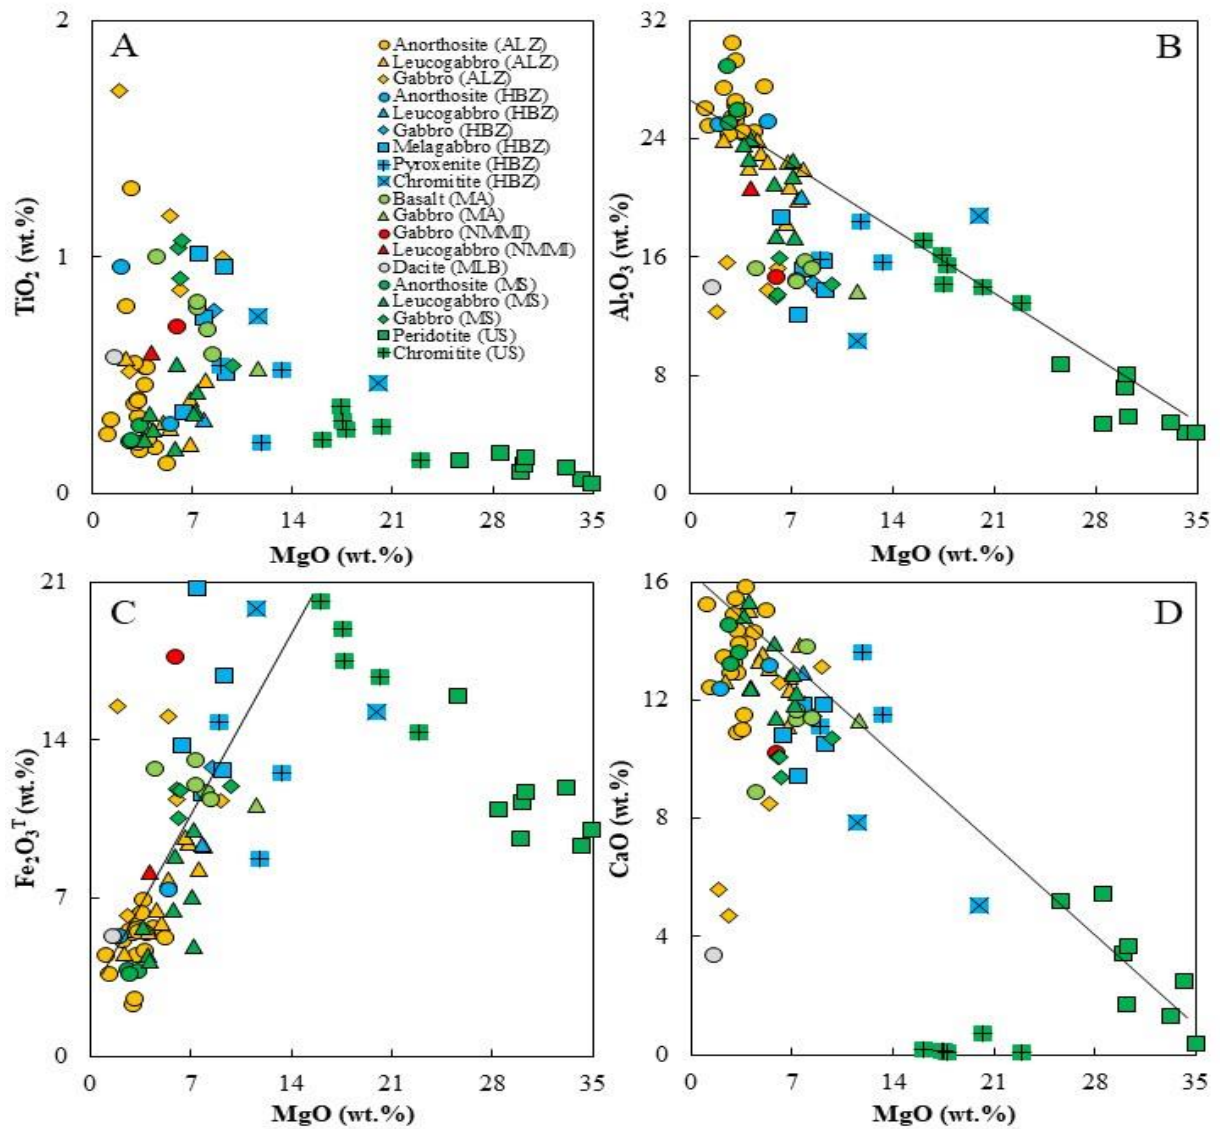 A
2
1
0
TiO2 (wt.%)
0 7 14 21 28 35
MgO (wt.%)
Anorthosite (ALZ)
Leucogabbro (ALZ)
Gabbro (ALZ)
Anorthosite (HBZ)
Leucogabbro (HBZ)
Gabbro (HBZ)
Melagabbro (HBZ)
Pyroxenite (HBZ)
Chromitite (HBZ)
Basalt (MA)
Gabbro (MA)
Gabbro (NMMI)
Leucogabbro (NMMI)
Dacite (MLB)
Anorthosite (MS)
Leucogabbro (MS)
Gabbro (MS)
Peridotite (US)
Chromitite (US)
B
32
24
16
8
0
Al2O3 (wt.%)
0 7 14 21 28 35
MgO (wt.%)
C
21
14
7
0
Fe2O3T (wt.%)
0 7 14 21 28 35
MgO (wt.%)
D
16
12
8
4
0
CaO (wt.%)
0 7 14 21 28 35
MgO (wt.%)